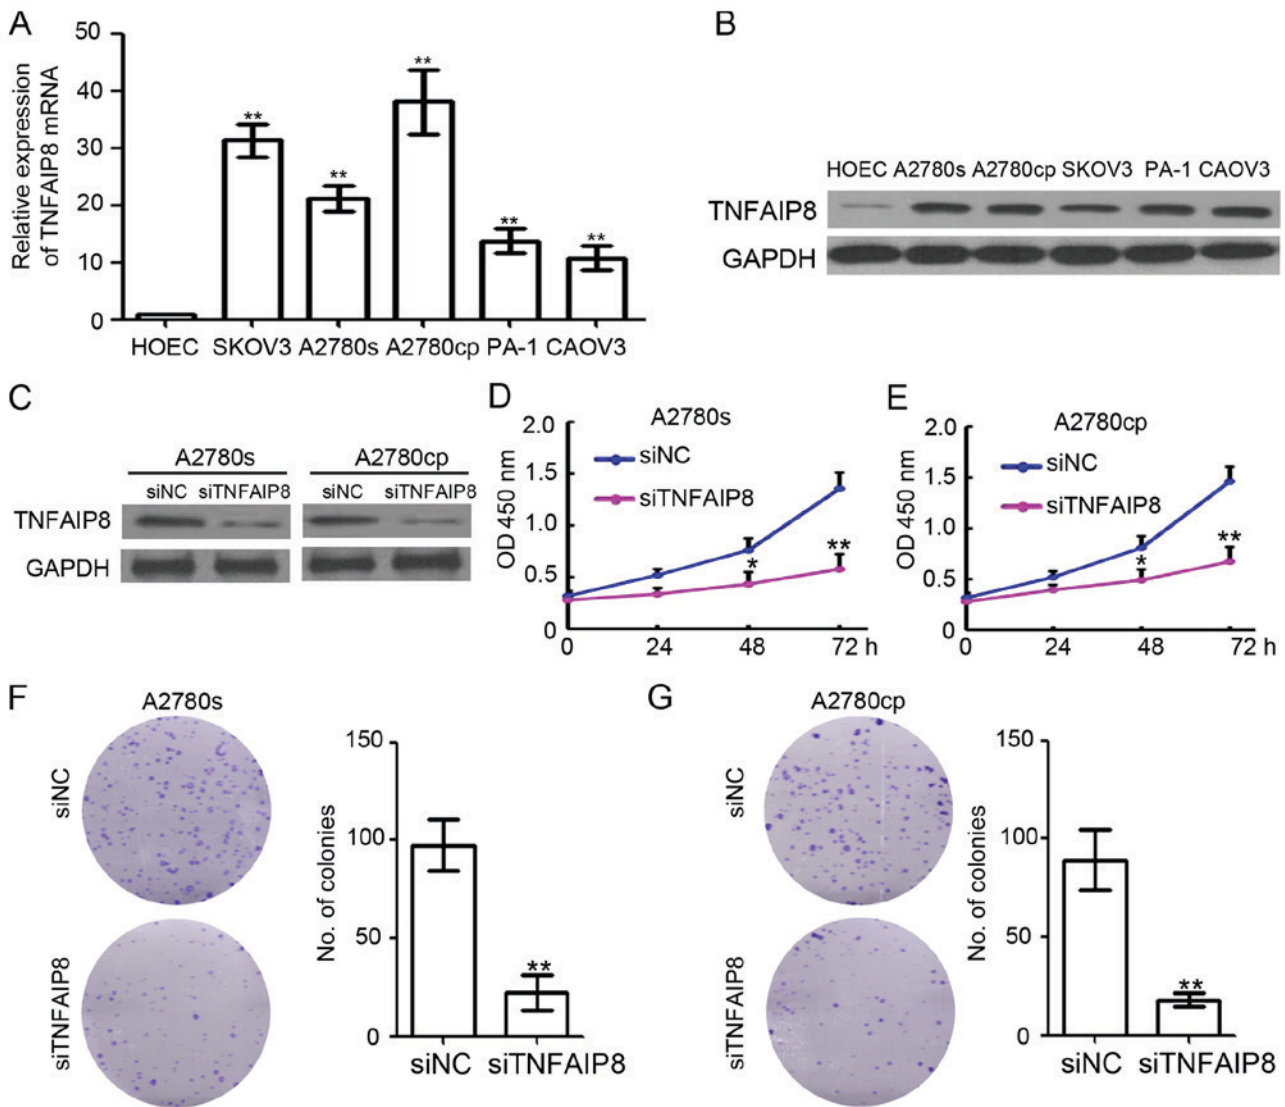 A
Relative expression
of TNFAIP8 mRNA
50
40
30
20
10
0
**
**
**
**
**
HOEC SKOV3 A2780s A2780cp PA-1 CAOV3
B
HOEC A2780s A2780cp SKOV3 PA-1 CAOV3
TNFAIP8
GAPDH
C
A2780s A2780cp
siNC siTNFAIP8 siNC siTNFAIP8
TNFAIP8
GAPDH
D
A2780s
OD 450 nm
2.0
1.5
1.0
0.5
0
siNC
siTNFAIP8
*
**
0 24 48 72 h
E
A2780cp
OD 450 nm
2.0
1.5
1.0
0.5
0
siNC
siTNFAIP8
*
**
0 24 48 72 h
F
A2780s
siNC
siTNFAIP8
No. of colonies
150
100
50
0
**
siNC siTNFAIP8
G
A2780cp
siNC
siTNFAIP8
No. of colonies
150
100
50
0
**
siNC siTNFAIP8